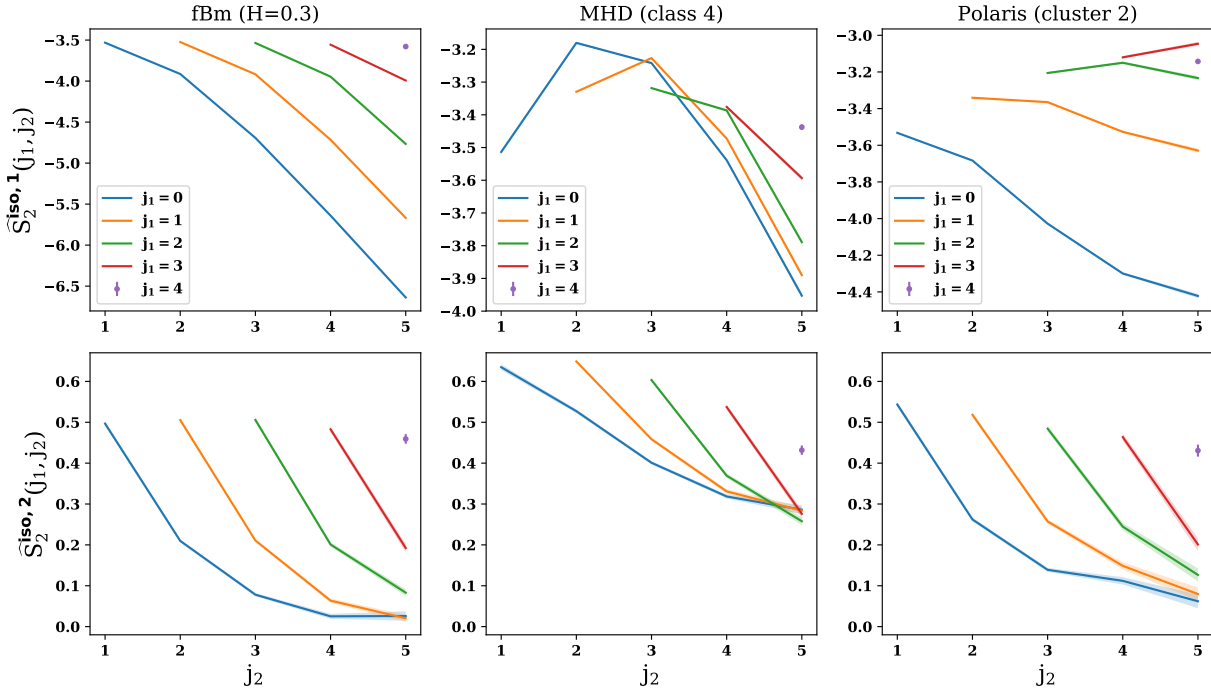 fBm (H=0.3)
MHD (class 4)
Polaris (cluster 2)
Ŝ₂^{iso,1}(j₁, j₂)
−3.5
−4.0
−4.5
−5.0
−5.5
−6.0
−6.5
j₁ = 0
j₁ = 1
j₁ = 2
j₁ = 3
j₁ = 4
1 2 3 4 5
−3.2
−3.3
−3.4
−3.5
−3.6
−3.7
−3.8
−3.9
−4.0
j₁ = 0
j₁ = 1
j₁ = 2
j₁ = 3
j₁ = 4
1 2 3 4 5
−3.0
−3.2
−3.4
−3.6
−3.8
−4.0
−4.2
−4.4
j₁ = 0
j₁ = 1
j₁ = 2
j₁ = 3
j₁ = 4
1 2 3 4 5
Ŝ₂^{iso,2}(j₁, j₂)
0.6
0.5
0.4
0.3
0.2
0.1
0.0
1 2 3 4 5
j₂
0.6
0.5
0.4
0.3
0.2
0.1
0.0
1 2 3 4 5
j₂
0.6
0.5
0.4
0.3
0.2
0.1
0.0
1 2 3 4 5
j₂